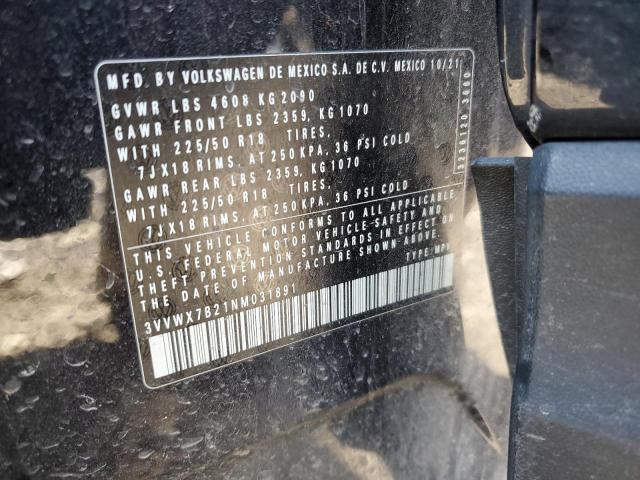 MFD. BY VOLKSWAGEN DE MEXICO S.A. DE C.V. MEXICO 10/21
GVWR LBS 4608 KG 2090
GAWR FRONT LBS 2359, KG 1070
WITH 225/50 R18 TIRES,
7JX18 RIMS, AT 250 KPA, 36 PSI COLD
GAWR REAR LBS 2359, KG 1070
WITH 225/50 R18 TIRES,
7JX18 RIMS, AT 250 KPA, 36 PSI COLD
THIS VEHICLE CONFORMS TO ALL APPLICABLE
U.S. FEDERAL MOTOR VEHICLE SAFETY AND
THEFT PREVENTION STANDARDS IN EFFECT ON
THE DATE OF MANUFACTURE SHOWN ABOVE.
3VVWX7B21NM031891 TYPE: MPV